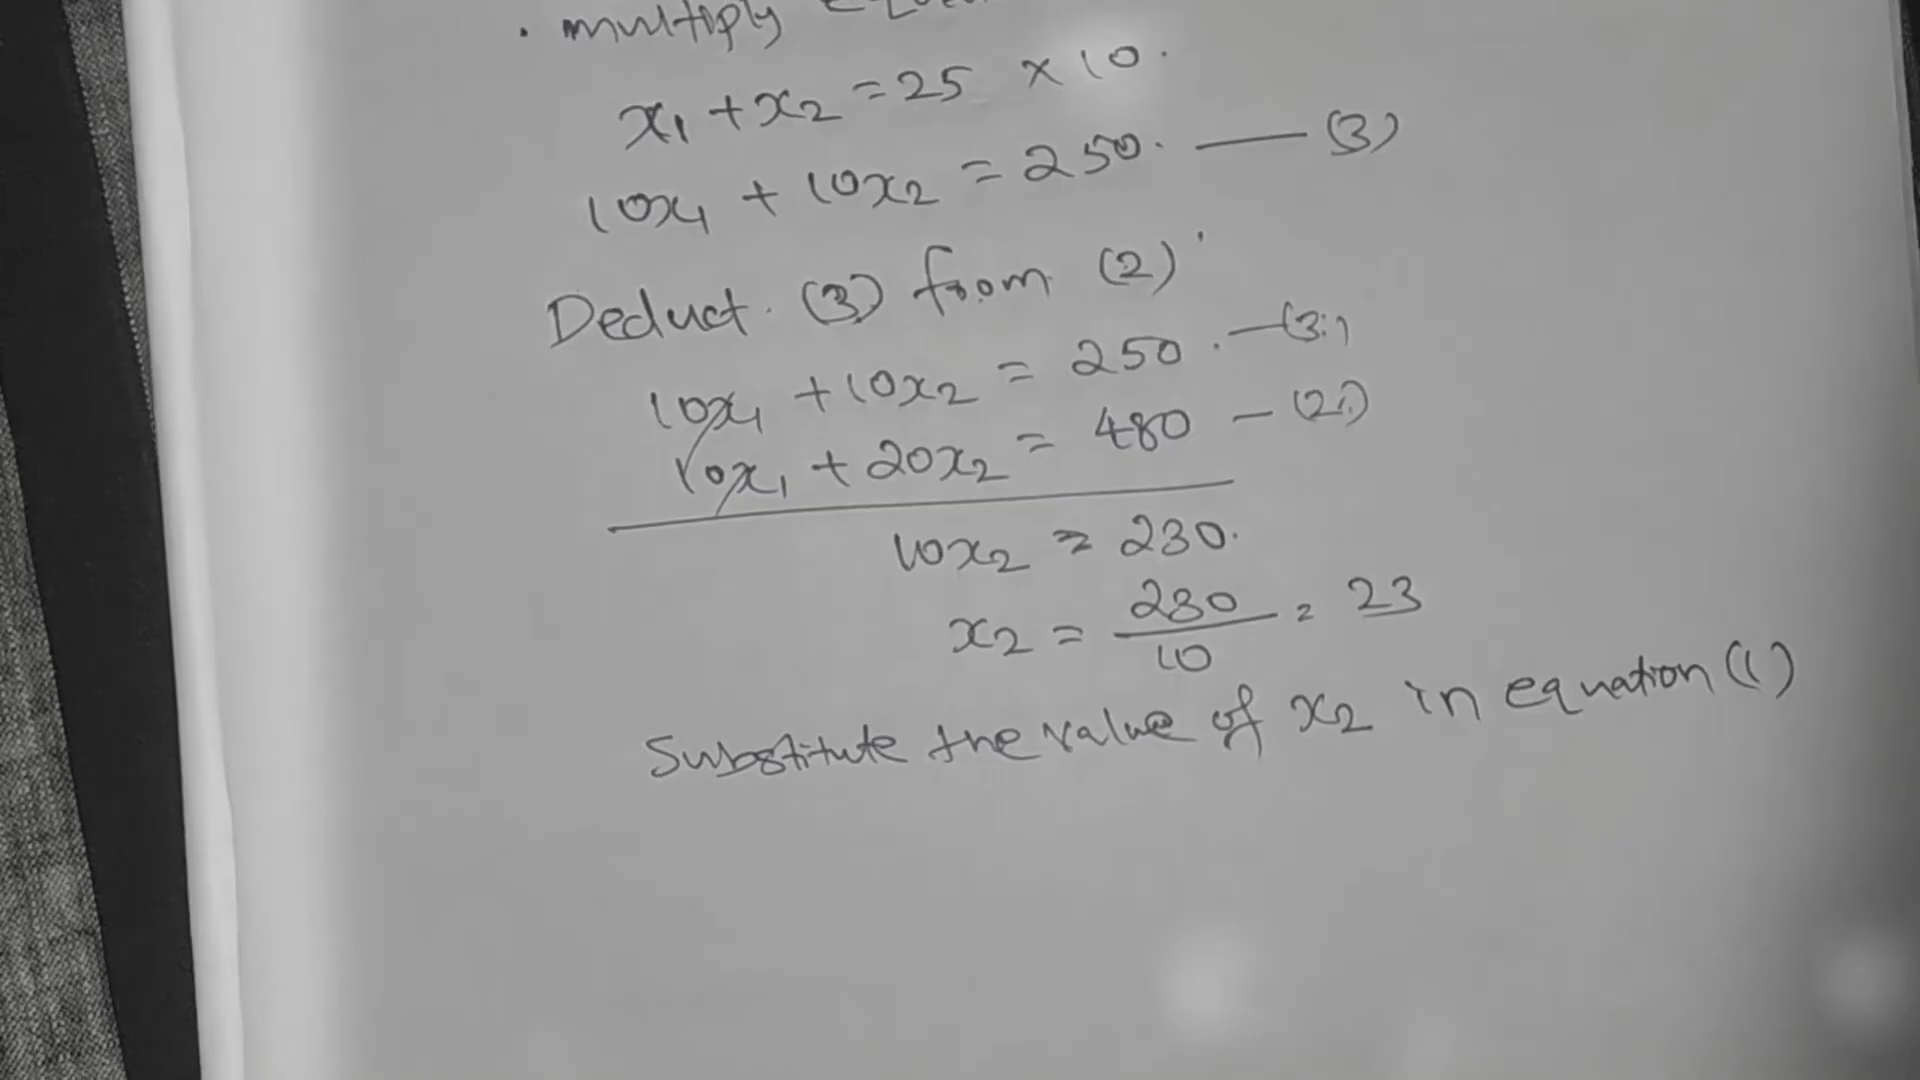 . multiply
x₁ + x₂ = 25 × 10.
10x₁ + 10x₂ = 250. — (3)
Deduct. (3) from (2)
10x₁ + 10x₂ = 250. — (3)
10x₁ + 20x₂ = 480 — (2)
10x₂ = 230.
x₂ = 230/10 = 23
Substitute the value of x₂ in equation (1)